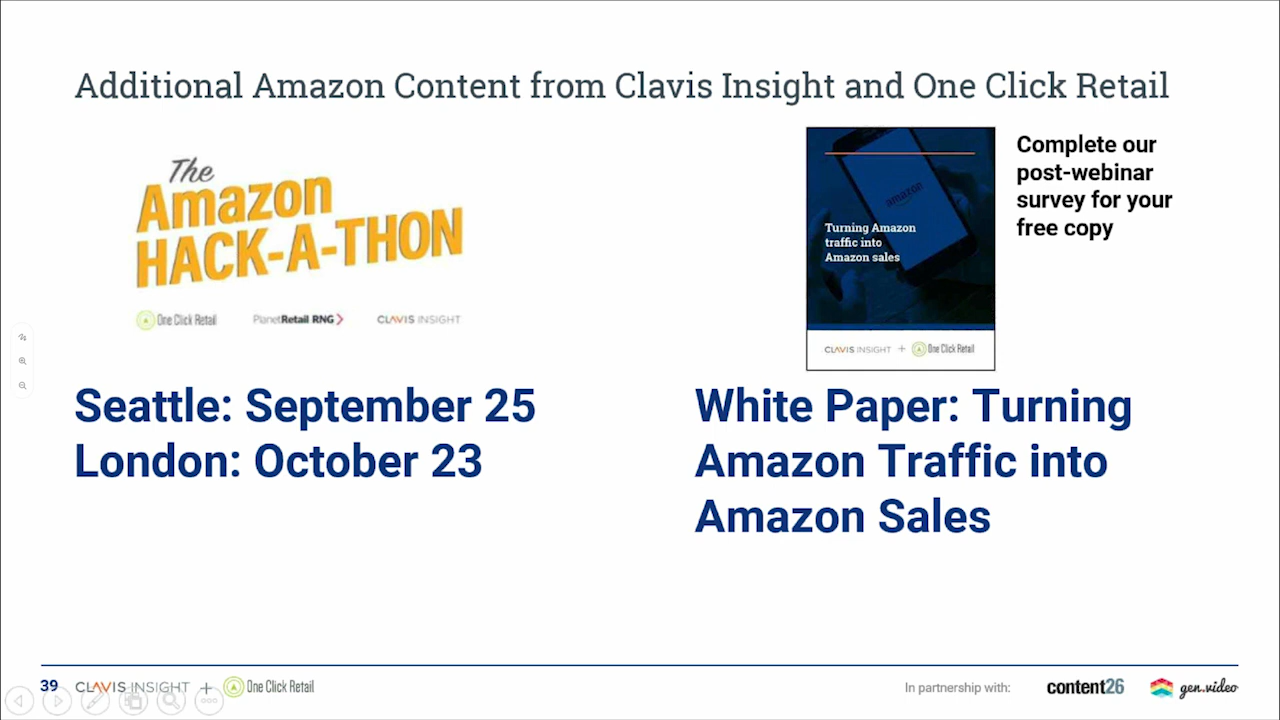 Additional Amazon Content from Clavis Insight and One Click Retail
The
Amazon
HACK-A-THON
One Click Retail
PlanetRetail RNG
CLAVIS INSIGHT
amazon
Turning Amazon
traffic into
Amazon sales
CLAVIS INSIGHT + One Click Retail
Complete our
post-webinar
survey for your
free copy
Seattle: September 25
London: October 23
White Paper: Turning
Amazon Traffic into
Amazon Sales
39 CLAVIS INSIGHT + One Click Retail
In partnership with: content26 gen.video